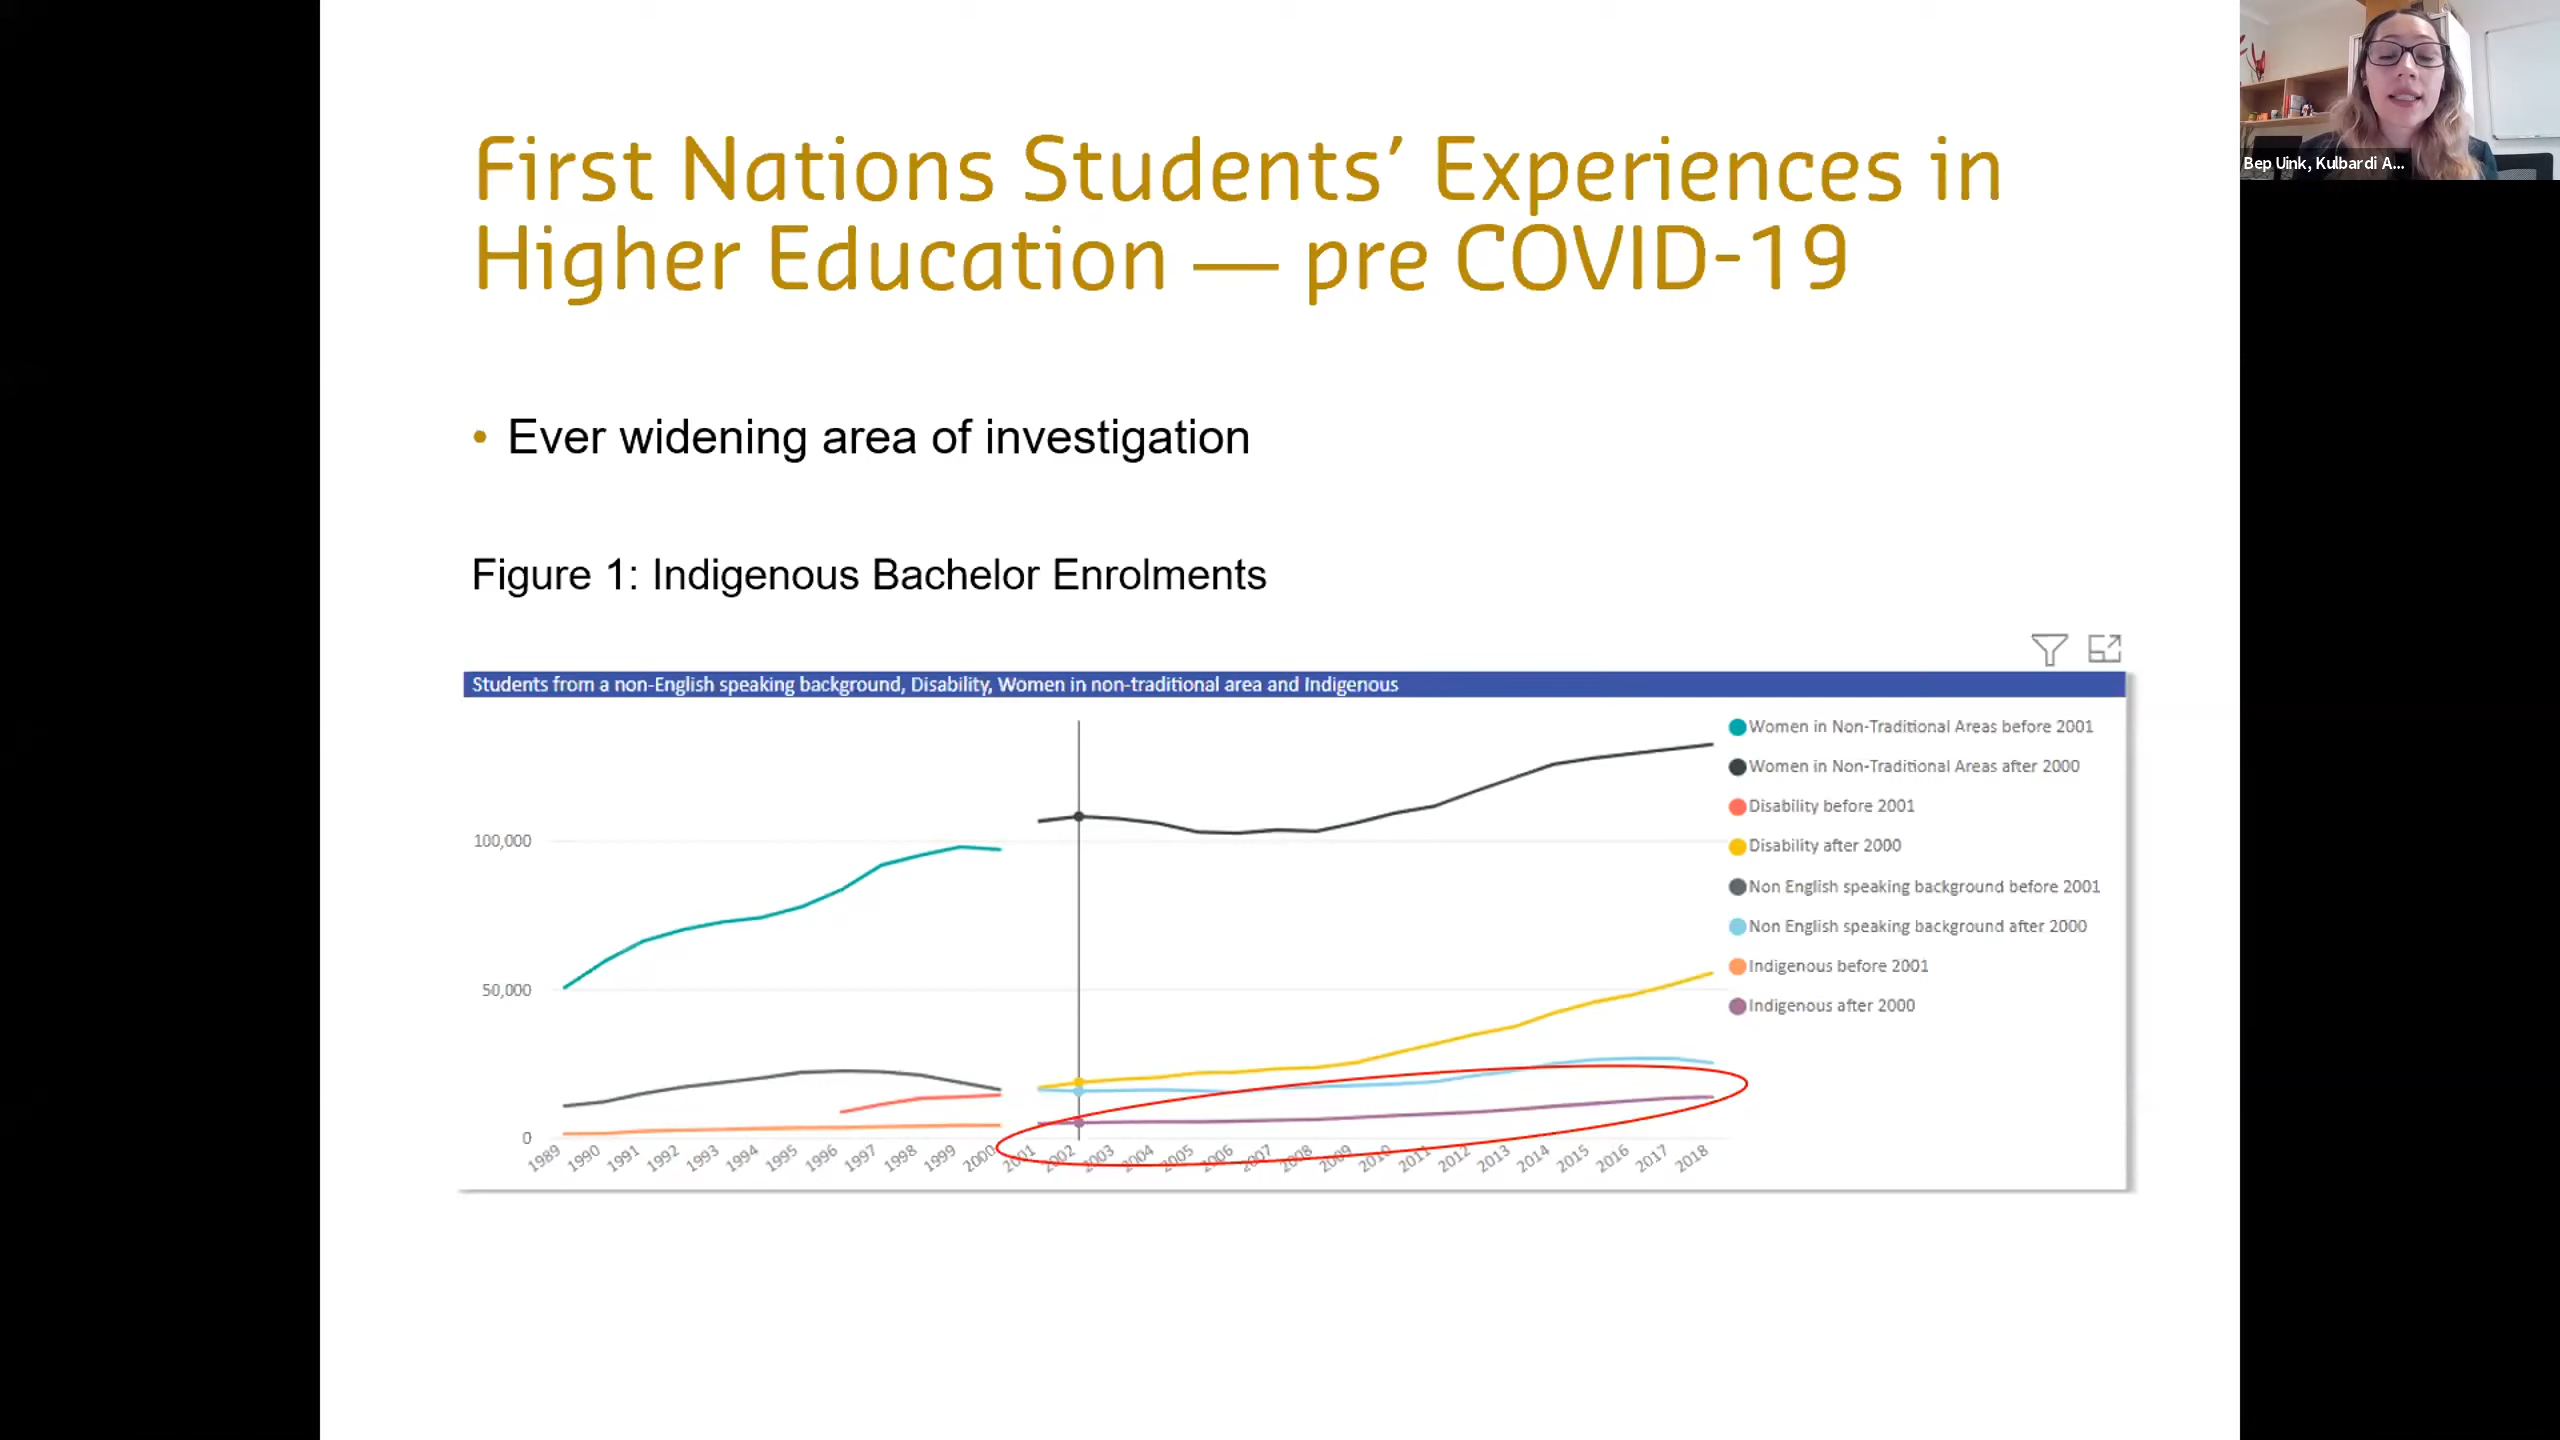 First Nations Students’ Experiences in
Higher Education — pre COVID-19
Bep Uink, Kulbardi A...
• Ever widening area of investigation
Figure 1: Indigenous Bachelor Enrolments
Students from a non-English speaking background, Disability, Women in non-traditional area and Indigenous
Women in Non-Traditional Areas before 2001
Women in Non-Traditional Areas after 2000
Disability before 2001
Disability after 2000
Non English speaking background before 2001
Non English speaking background after 2000
Indigenous before 2001
Indigenous after 2000
100,000
50,000
0
1989 1990 1991 1992 1993 1994 1995 1996 1997 1998 1999 2000 2001 2002 2003 2004 2005 2006 2007 2008 2009 2010 2011 2012 2013 2014 2015 2016 2017 2018